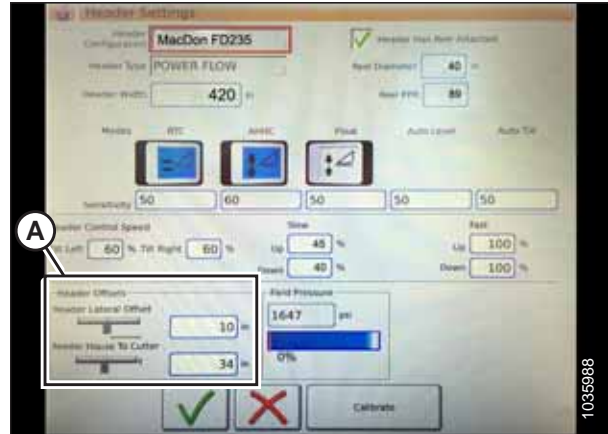 Header Settings
Header Configuration MacDon FD235
Header Has Reel Attached
Header Type POWER FLOW
Reel Diameter 40 in
Header Width 420 in
Reel PPR 89
Modes RTC AHHC Float Auto Level Auto Tilt
Sensitivity 50 60 50 50 50
A
Header Control Speed
Slow
Fast
Tilt Left 60 % Tilt Right 60 %
Up 45 %
Up 100 %
Down 40 %
Down 100 %
Header Offsets
Field Pressure
Header Lateral Offset
10 in
1647 psi
Header House To Cutter
34 in
0%
Calibrate
1035988